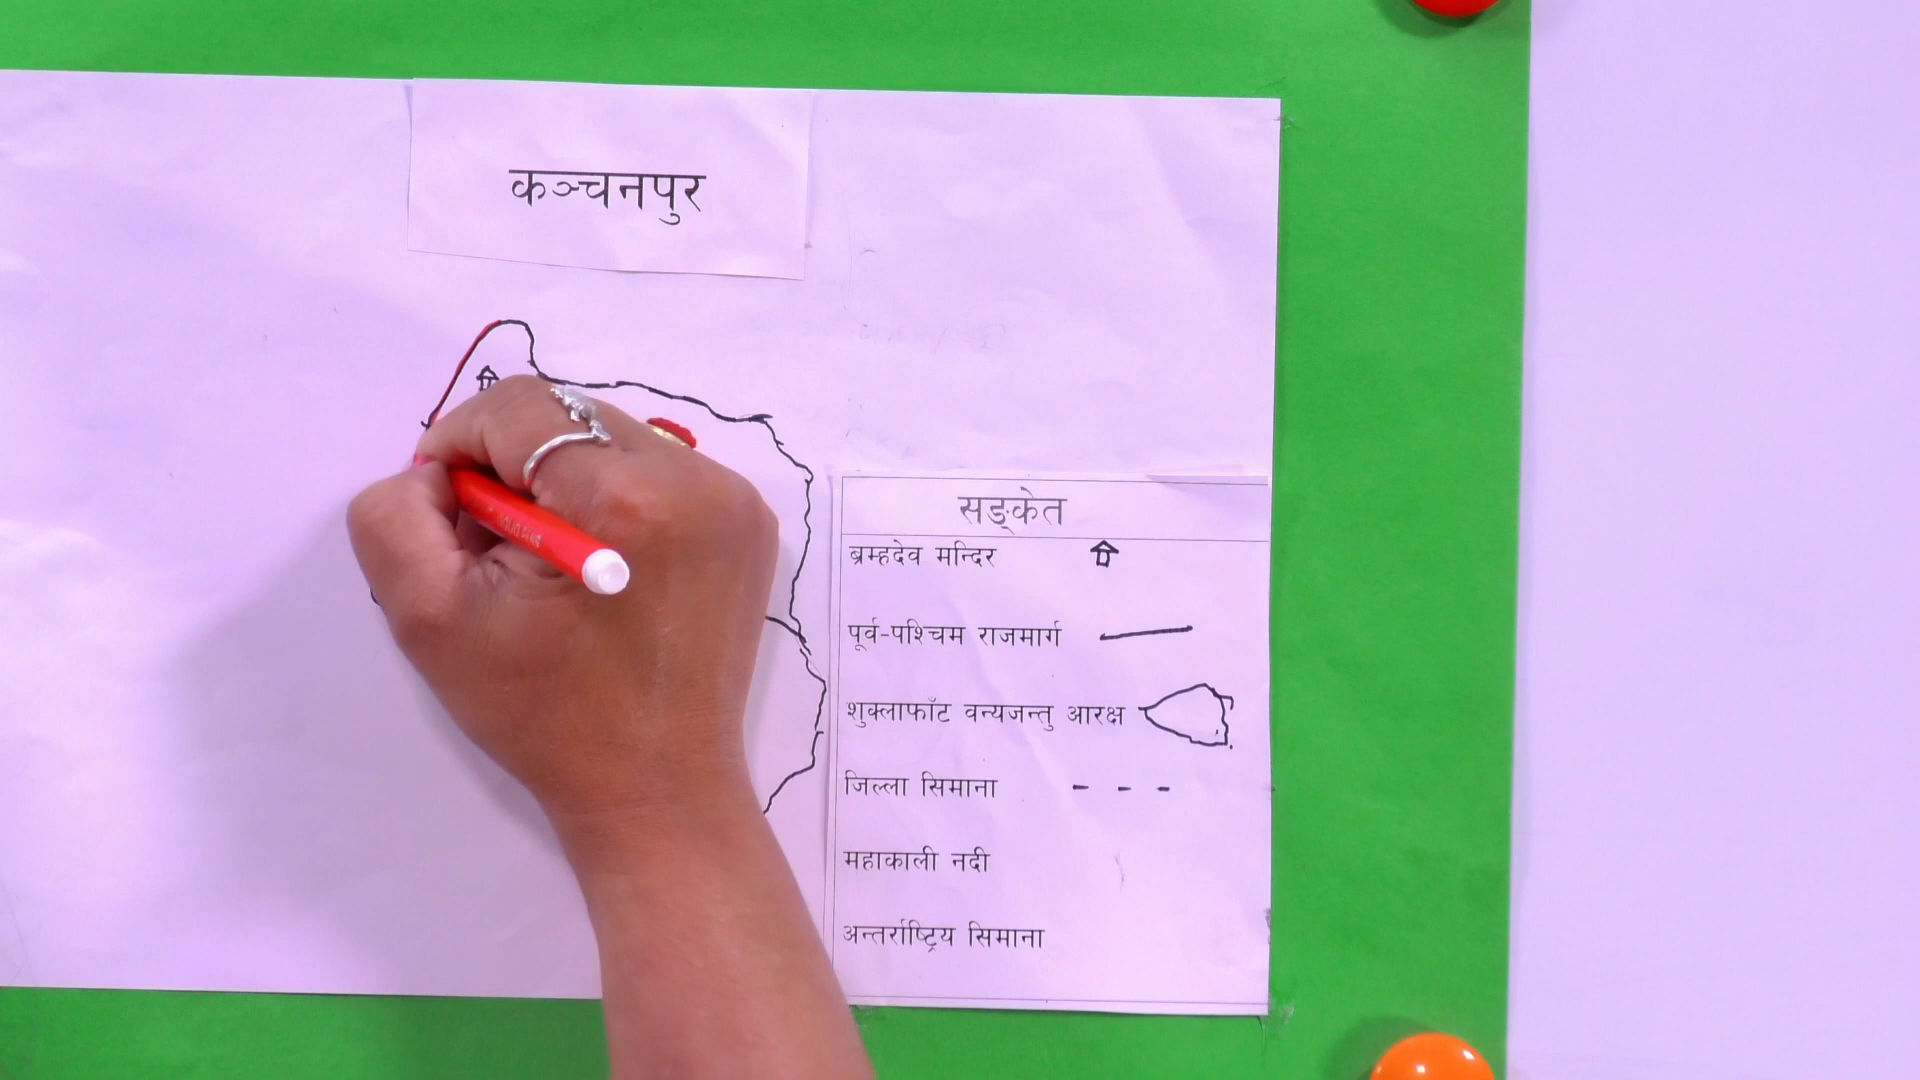 कञ्चनपुर
सङ्केत
ब्रम्हदेव मन्दिर
पूर्व-पश्चिम राजमार्ग
शुक्लाफाँट वन्यजन्तु आरक्ष
जिल्ला सिमाना
महाकाली नदी
अन्तर्राष्ट्रिय सिमाना